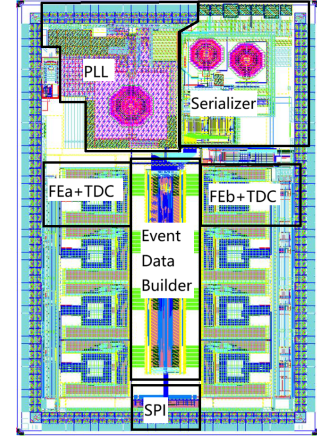 PLL
Serializer
FEa+TDC
FEb+TDC
Event
Data
Builder
SPI